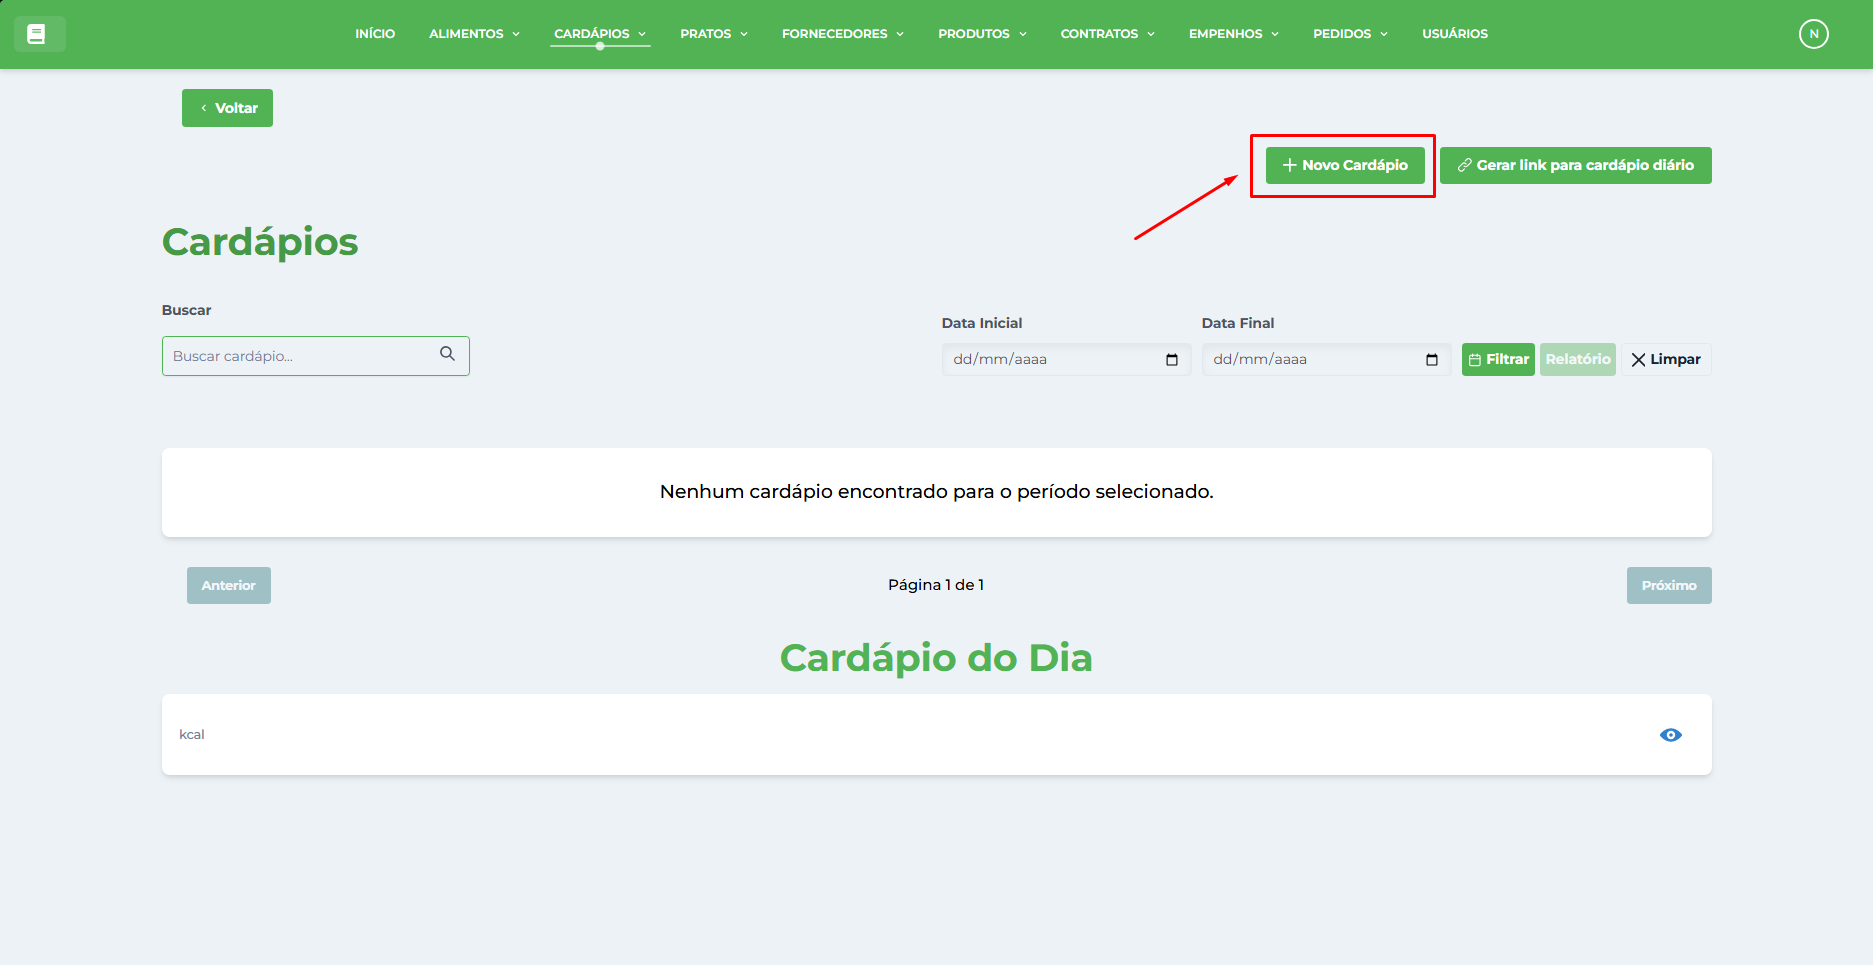 INÍCIO ALIMENTOS CARDÁPIOS PRATOS FORNECEDORES PRODUTOS CONTRATOS EMPENHOS PEDIDOS USUÁRIOS N
Voltar
Novo Cardápio Gerar link para cardápio diário
Cardápios
Buscar
Data Inicial Data Final
Buscar cardápio... dd/mm/aaaa dd/mm/aaaa Filtrar Relatório Limpar
Nenhum cardápio encontrado para o período selecionado.
Anterior Página 1 de 1 Próximo
Cardápio do Dia
kcal